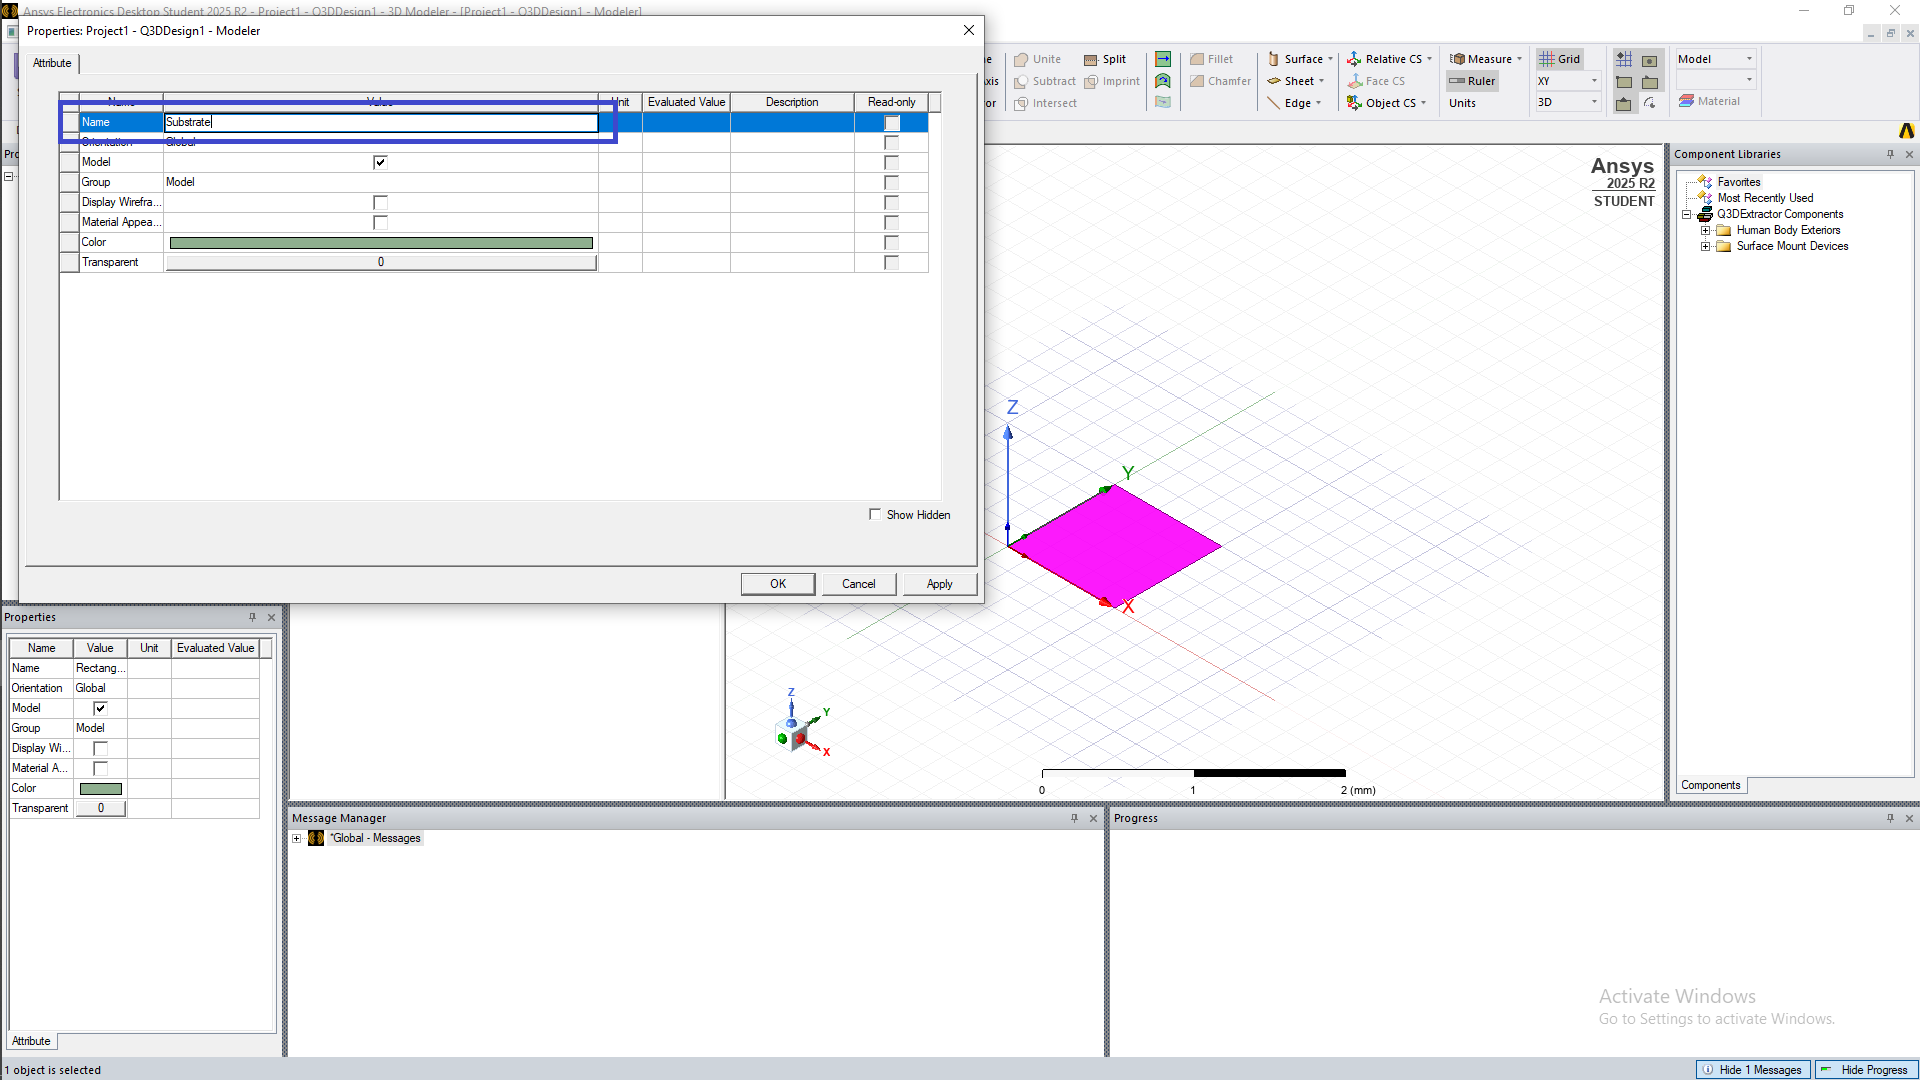 Ansys Electronics Desktop Student 2025 R2 - Project1 - Q3DDesign1 - 3D Modeler - [Project1 - Q3DDesign1 - Modeler]
Properties: Project1 - Q3DDesign1 - Modeler
Attribute
Name Value Unit Evaluated Value Description Read-only
Name Substrate
Orientation Global
Model
Group Model
Display Wirefra...
Material Appea...
Color
Transparent 0
Show Hidden
OK Cancel Apply
Unite Split Fillet Surface Relative CS Measure Grid Model
Subtract Imprint Chamfer Sheet Face CS Ruler XY
Intersect Edge Object CS Units 3D Material
Ansys
2025 R2
STUDENT
Z
Y
X
Z
Y
X
0 1 2 (mm)
Component Libraries
Favorites
Most Recently Used
Q3DExtractor Components
Human Body Exteriors
Surface Mount Devices
Components
Properties
Name Value Unit Evaluated Value
Name Rectang...
Orientation Global
Model
Group Model
Display Wi...
Material A...
Color
Transparent 0
Attribute
Message Manager
*Global - Messages
Progress
Activate Windows
Go to Settings to activate Windows.
1 object is selected
Hide 1 Messages Hide Progress